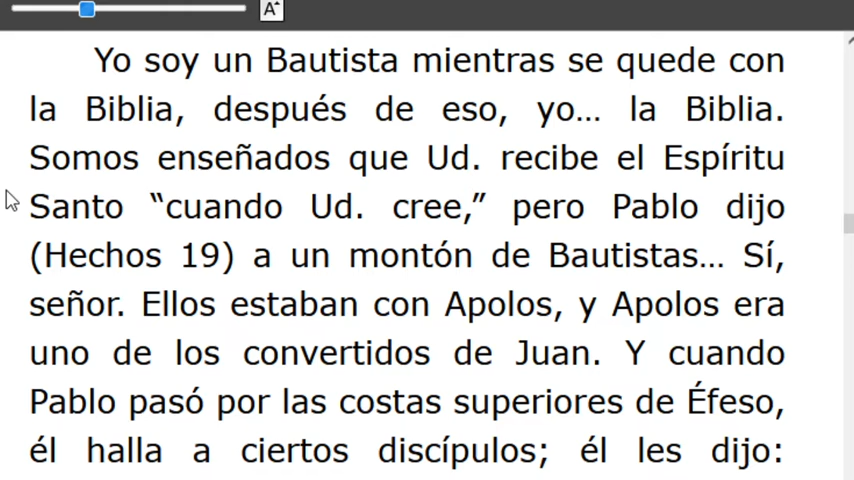 A
Yo soy un Bautista mientras se quede con
la Biblia, después de eso, yo… la Biblia.
Somos enseñados que Ud. recibe el Espíritu
Santo “cuando Ud. cree,” pero Pablo dijo
(Hechos 19) a un montón de Bautistas… Sí,
señor. Ellos estaban con Apolos, y Apolos era
uno de los convertidos de Juan. Y cuando
Pablo pasó por las costas superiores de Éfeso,
él halla a ciertos discípulos; él les dijo: